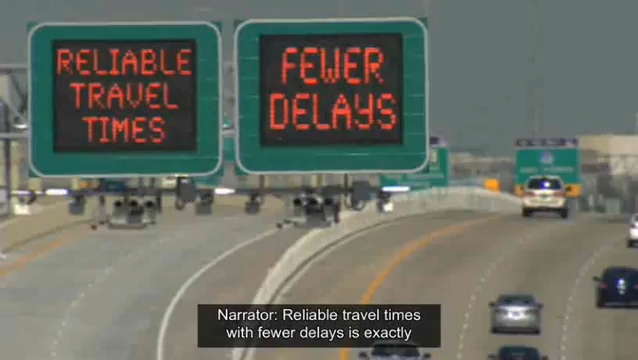 RELIABLE
TRAVEL
TIMES
FEWER
DELAYS
Narrator: Reliable travel times
with fewer delays is exactly